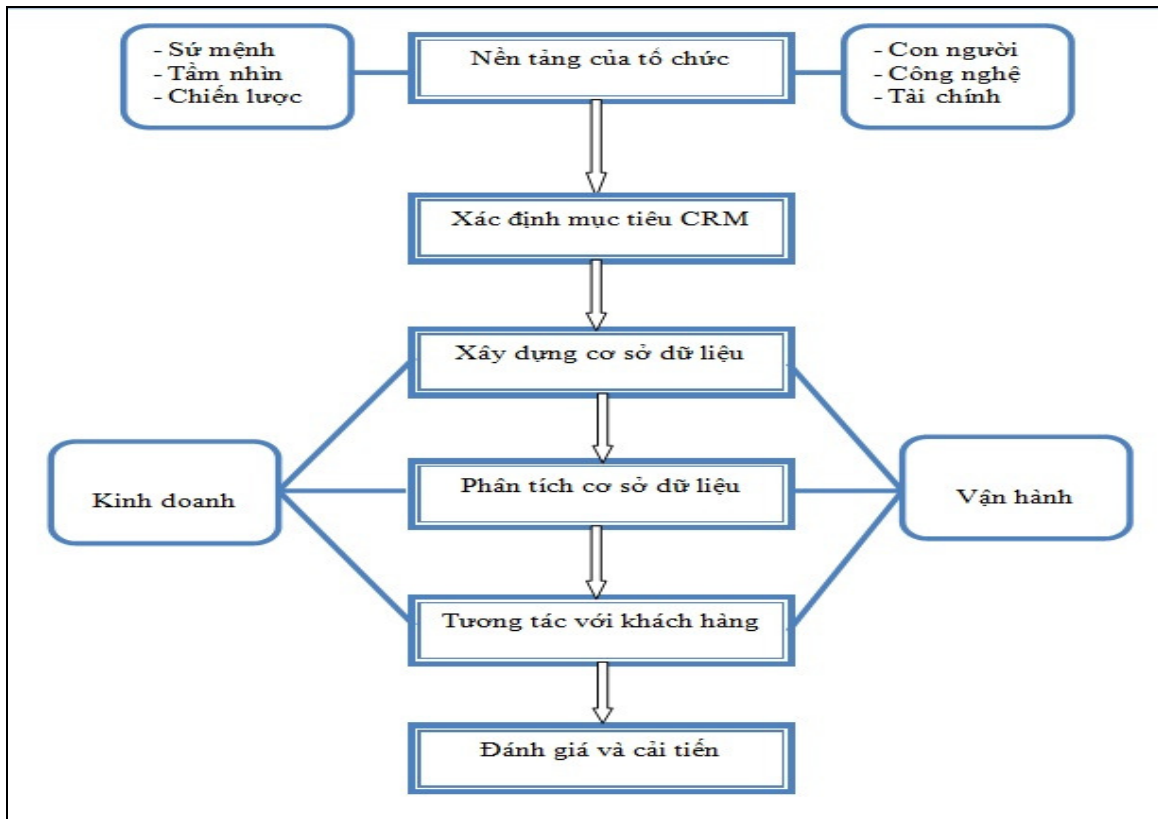 - Sứ mệnh
- Tầm nhìn
- Chiến lược
Nền tảng của tổ chức
- Con người
- Công nghệ
- Tài chính
Xác định mục tiêu CRM
Xây dựng cơ sở dữ liệu
Kinh doanh
Phân tích cơ sở dữ liệu
Vận hành
Tương tác với khách hàng
Đánh giá và cải tiến